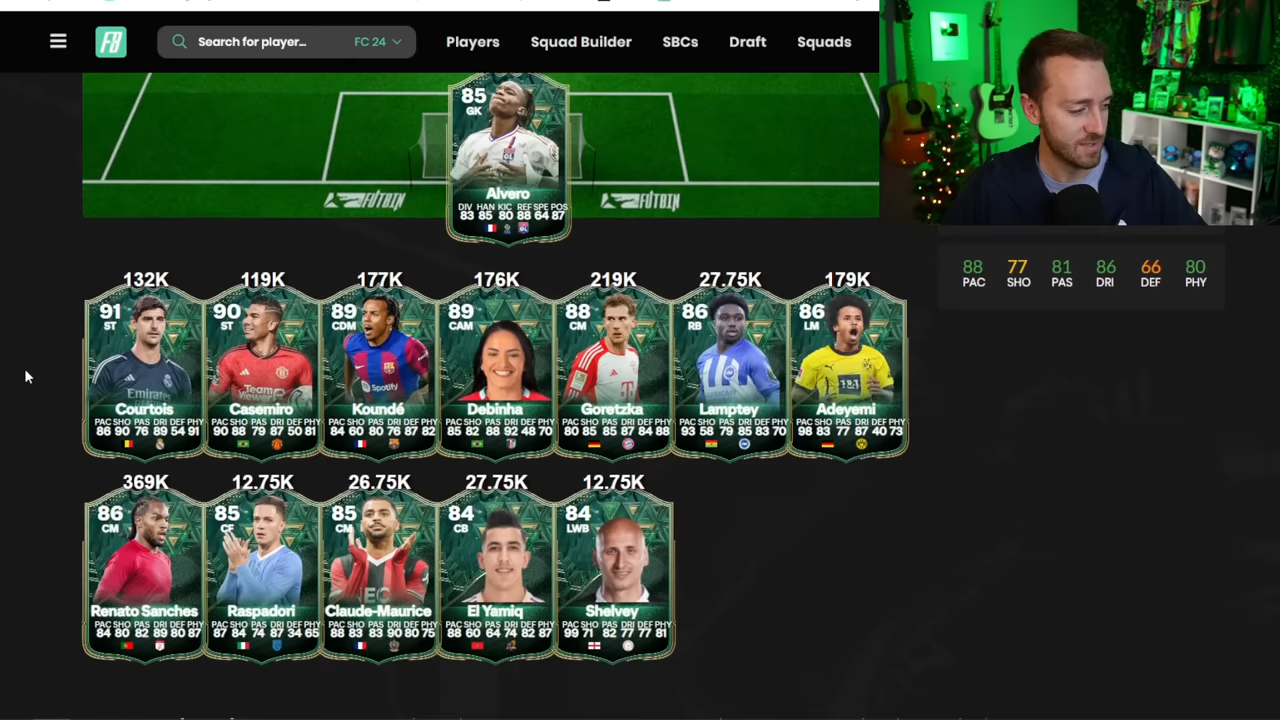 FB Search for player... FC 24 Players Squad Builder SBCs Draft Squads
85
GK
FUTBIN FUTBIN
Alvero
DIV HAN KIC REF SPE POS
83 85 80 88 64 87
88 77 81 86 66 80
PAC SHO PAS DRI DEF PHY
132K 119K 177K 176K 219K 27.75K 179K
91 90 89 89 88 86 86
ST ST CDM CAM CM RB LM
Courtois Casemiro Koundé Debinha Goretzka Lamptey Adeyemi
PAC SHO PAS DRI DEF PHY PAC SHO PAS DRI DEF PHY PAC SHO PAS DRI DEF PHY PAC SHO PAS DRI DEF PHY PAC SHO PAS DRI DEF PHY PAC SHO PAS DRI DEF PHY PAC SHO PAS DRI DEF PHY
86 90 76 89 54 91 90 88 79 87 50 81 84 60 80 76 87 82 85 82 88 92 48 70 80 85 85 87 84 88 93 58 79 85 83 70 98 83 77 87 40 73
369K 12.75K 26.75K 27.75K 12.75K
86 85 85 84 84
CM CF CM CB LWB
Renato Sanches Raspadori Claude-Maurice El Yamiq Shelvey
PAC SHO PAS DRI DEF PHY PAC SHO PAS DRI DEF PHY PAC SHO PAS DRI DEF PHY PAC SHO PAS DRI DEF PHY PAC SHO PAS DRI DEF PHY
84 80 82 89 80 87 87 84 74 87 34 65 88 83 83 90 80 75 88 60 64 74 82 87 99 71 82 77 77 81